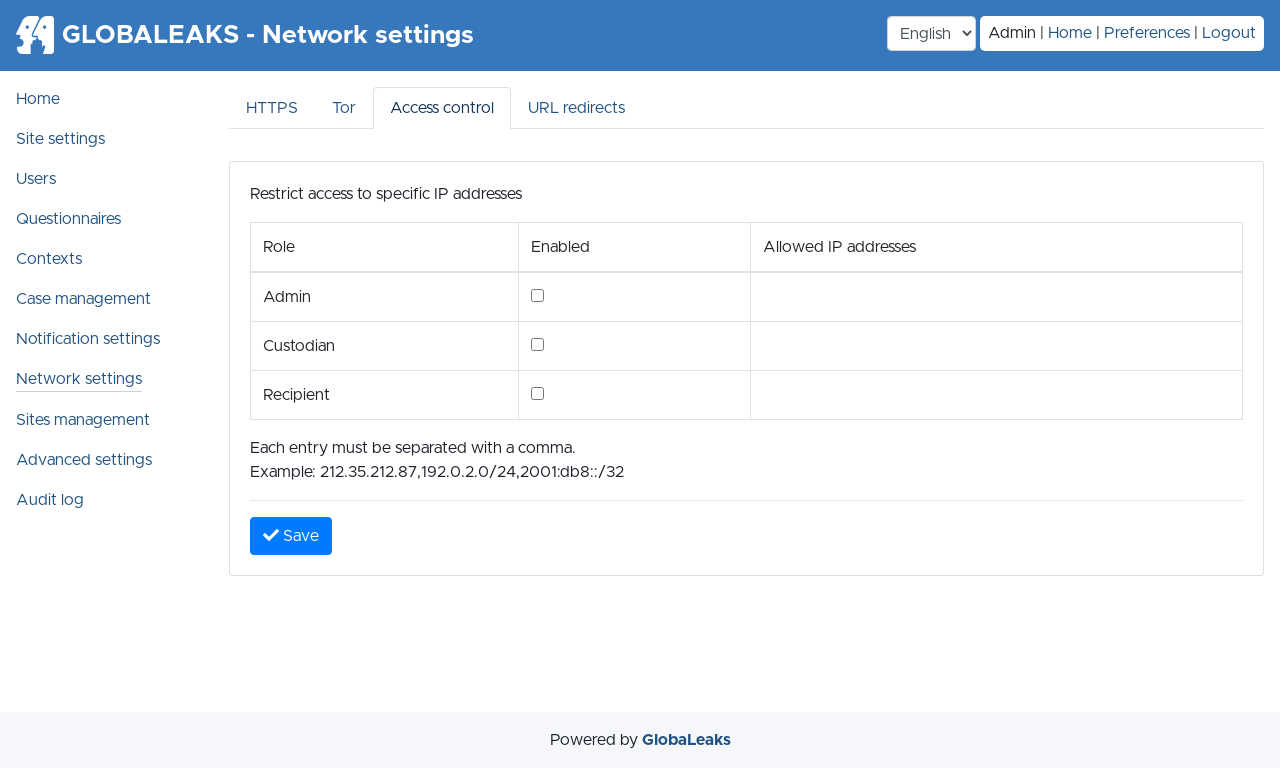 GLOBALEAKS - Network settings
English
Admin | Home | Preferences | Logout
Home
Site settings
Users
Questionnaires
Contexts
Case management
Notification settings
Network settings
Sites management
Advanced settings
Audit log
HTTPS Tor Access control URL redirects
Restrict access to specific IP addresses
Role Enabled Allowed IP addresses
Admin
Custodian
Recipient
Each entry must be separated with a comma.
Example: 212.35.212.87,192.0.2.0/24,2001:db8::/32
Save
Powered by GlobaLeaks